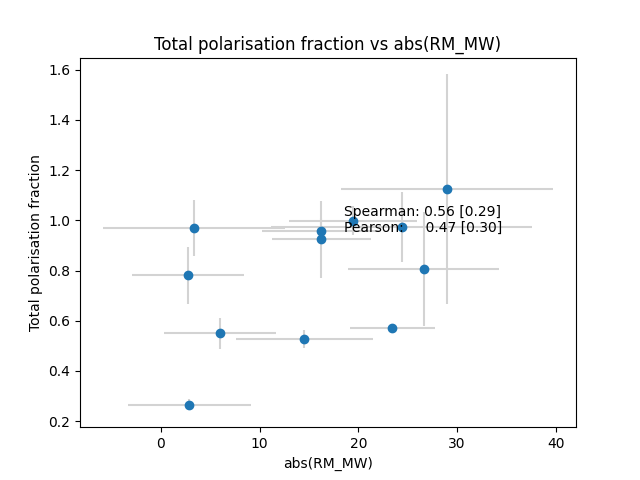 Total polarisation fraction vs abs(RM_MW)
1.6
1.4
1.2
1.0
0.8
0.6
0.4
0.2
Total polarisation fraction
Spearman: 0.56 [0.29]
Pearson: 0.47 [0.30]
0 10 20 30 40
abs(RM_MW)